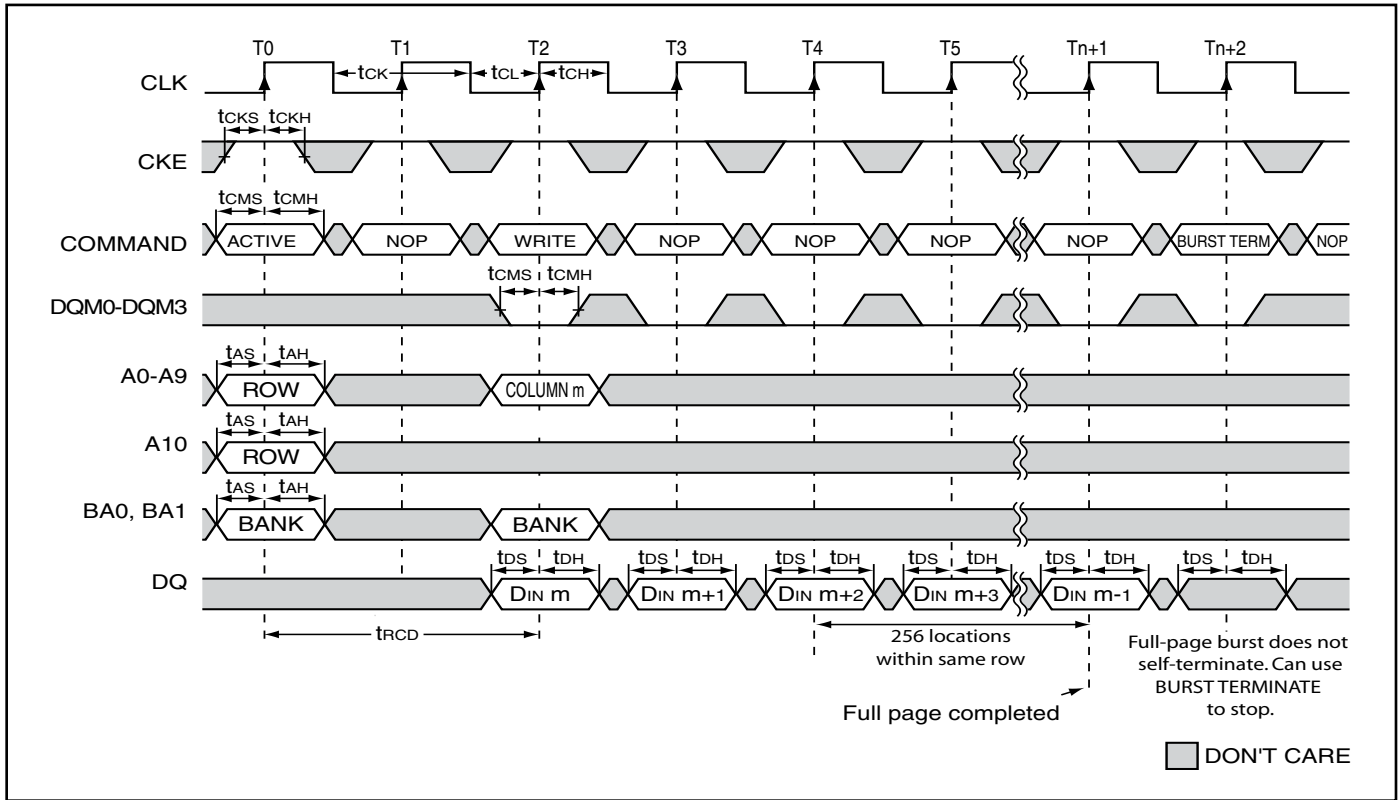 T0 T1 T2 T3 T4 T5 Tn+1 Tn+2
tCK tCL tCH
CLK
tCKS tCKH
CKE
tCMS tCMH
COMMAND ACTIVE NOP WRITE NOP NOP NOP NOP BURST TERM NOP
tCMS tCMH
DQM0-DQM3
tAS tAH
A0-A9 ROW COLUMN m
tAS tAH
A10 ROW
tAS tAH
BA0, BA1 BANK BANK
tDS tDH tDS tDH tDS tDH tDS tDH tDS tDH tDS tDH
DQ DIN m DIN m+1 DIN m+2 DIN m+3 DIN m-1
tRCD
256 locations
within same row
Full page completed
Full-page burst does not
self-terminate. Can use
BURST TERMINATE
to stop.
DON'T CARE